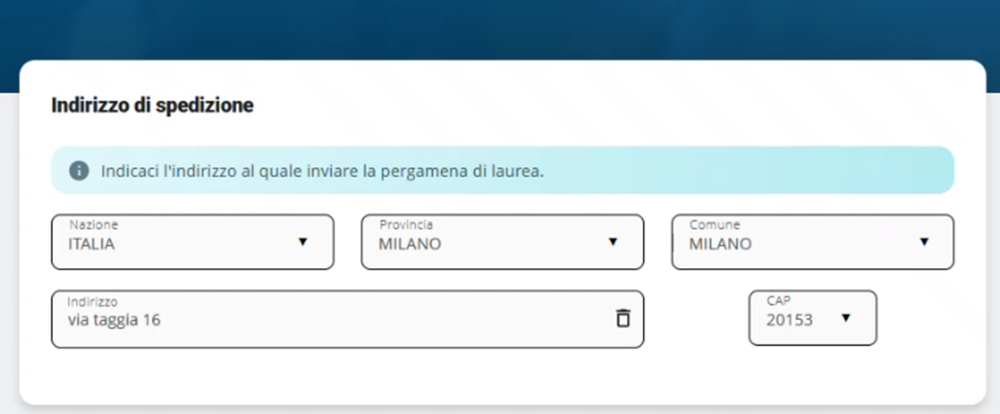 Indirizzo di spedizione
Indicaci l'indirizzo al quale inviare la pergamena di laurea.
Nazione
ITALIA
Provincia
MILANO
Comune
MILANO
Indirizzo
via taggia 16
CAP
20153